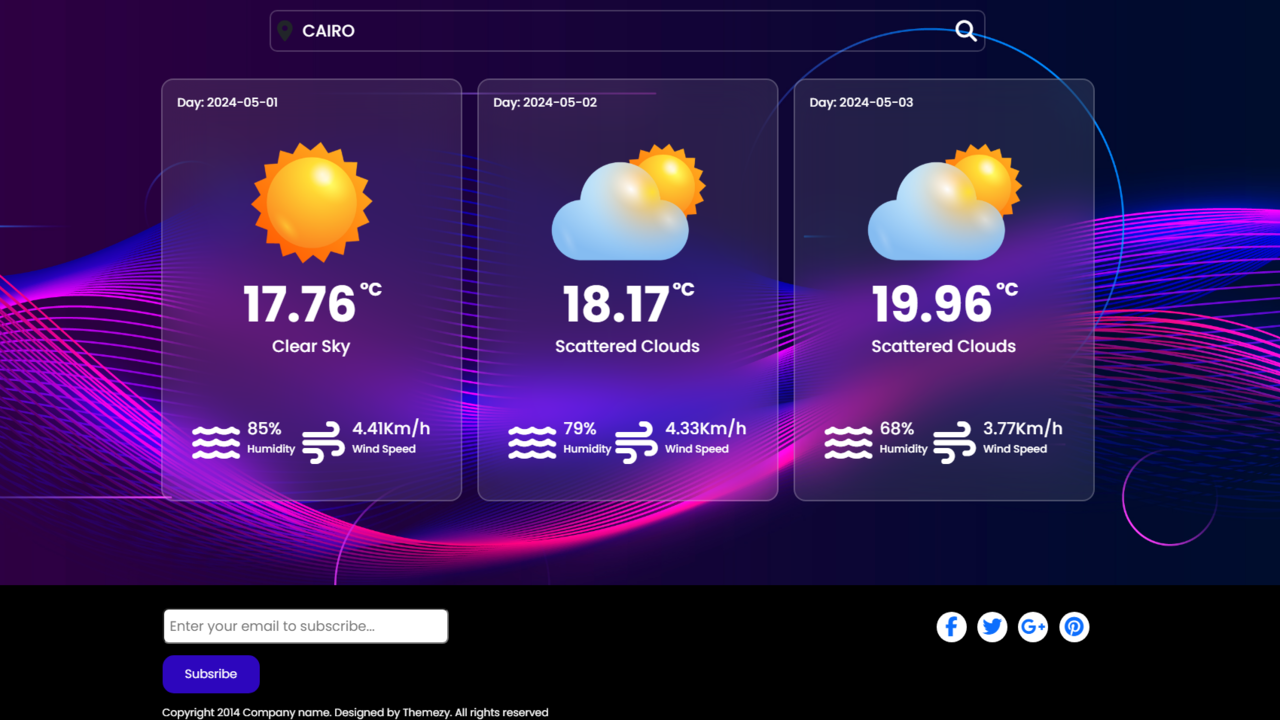 CAIRO
Day: 2024-05-01
17.76°C
Clear Sky
85%
Humidity
4.41Km/h
Wind Speed
Day: 2024-05-02
18.17°C
Scattered Clouds
79%
Humidity
4.33Km/h
Wind Speed
Day: 2024-05-03
19.96°C
Scattered Clouds
68%
Humidity
3.77Km/h
Wind Speed
Enter your email to subscribe...
Subsribe
Copyright 2014 Company name. Designed by Themezy. All rights reserved